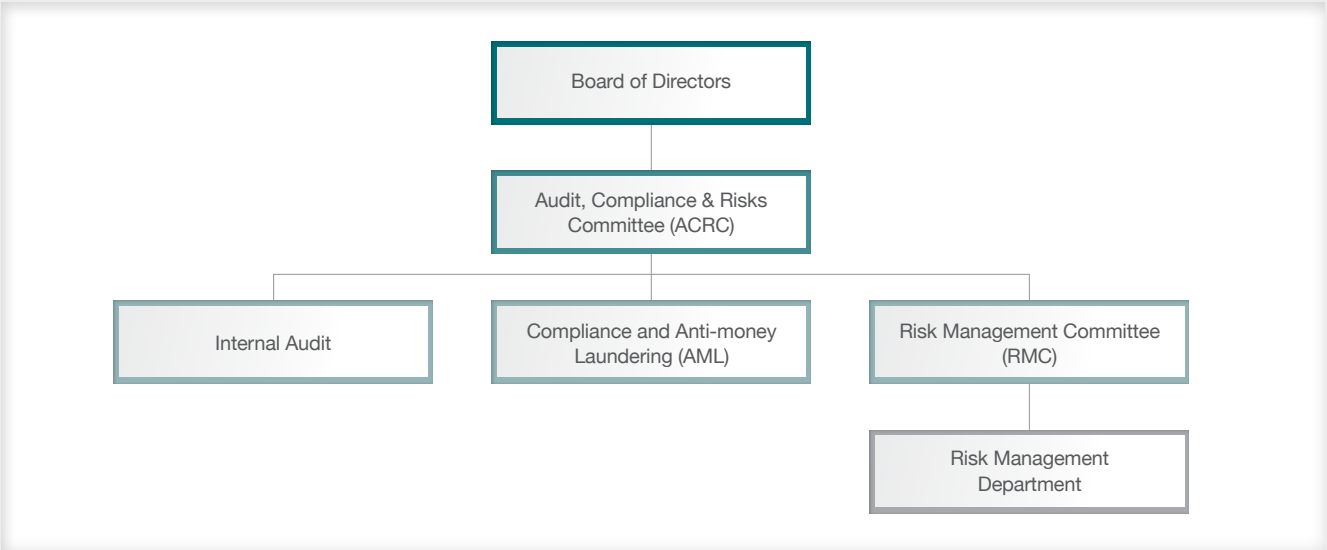 Board of Directors
Audit, Compliance & Risks
Committee (ACRC)
Internal Audit
Compliance and Anti-money
Laundering (AML)
Risk Management Committee
(RMC)
Risk Management
Department